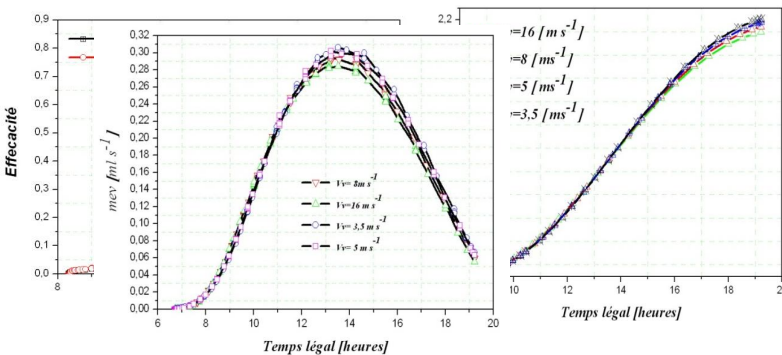 Effecacité
0,9
0,8
0,7
0,6
0,5
0,4
0,3
0,2
0,1
0,0
8
mev [ml s-1]
0,32
0,30
0,28
0,26
0,24
0,22
0,20
0,18
0,16
0,14
0,12
0,10
0,08
0,06
0,04
0,02
0,00
Vv= 8m s-1
Vv=16 m s-1
Vv= 3,5 m s-1
Vv= 5 m s-1
6 8 10 12 14 16 18 20
Temps légal [heures]
2,2
=16 [ m s-1]
=8 [ ms-1]
=5 [ ms-1]
=3.5 [ ms-1]
10 12 14 16 18
Temps légal [heures]